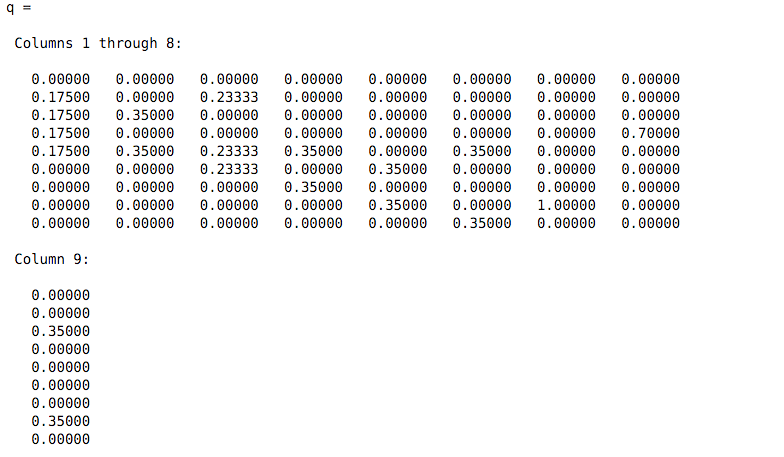 q =
Columns 1 through 8:
0.00000 0.00000 0.00000 0.00000 0.00000 0.00000 0.00000 0.00000
0.17500 0.00000 0.23333 0.00000 0.00000 0.00000 0.00000 0.00000
0.17500 0.35000 0.00000 0.00000 0.00000 0.00000 0.00000 0.00000
0.17500 0.00000 0.00000 0.00000 0.00000 0.00000 0.00000 0.70000
0.17500 0.35000 0.23333 0.35000 0.00000 0.35000 0.00000 0.00000
0.00000 0.00000 0.23333 0.00000 0.35000 0.00000 0.00000 0.00000
0.00000 0.00000 0.00000 0.35000 0.00000 0.00000 0.00000 0.00000
0.00000 0.00000 0.00000 0.00000 0.35000 0.00000 1.00000 0.00000
0.00000 0.00000 0.00000 0.00000 0.00000 0.35000 0.00000 0.00000
Column 9:
0.00000
0.00000
0.35000
0.00000
0.00000
0.00000
0.00000
0.35000
0.00000